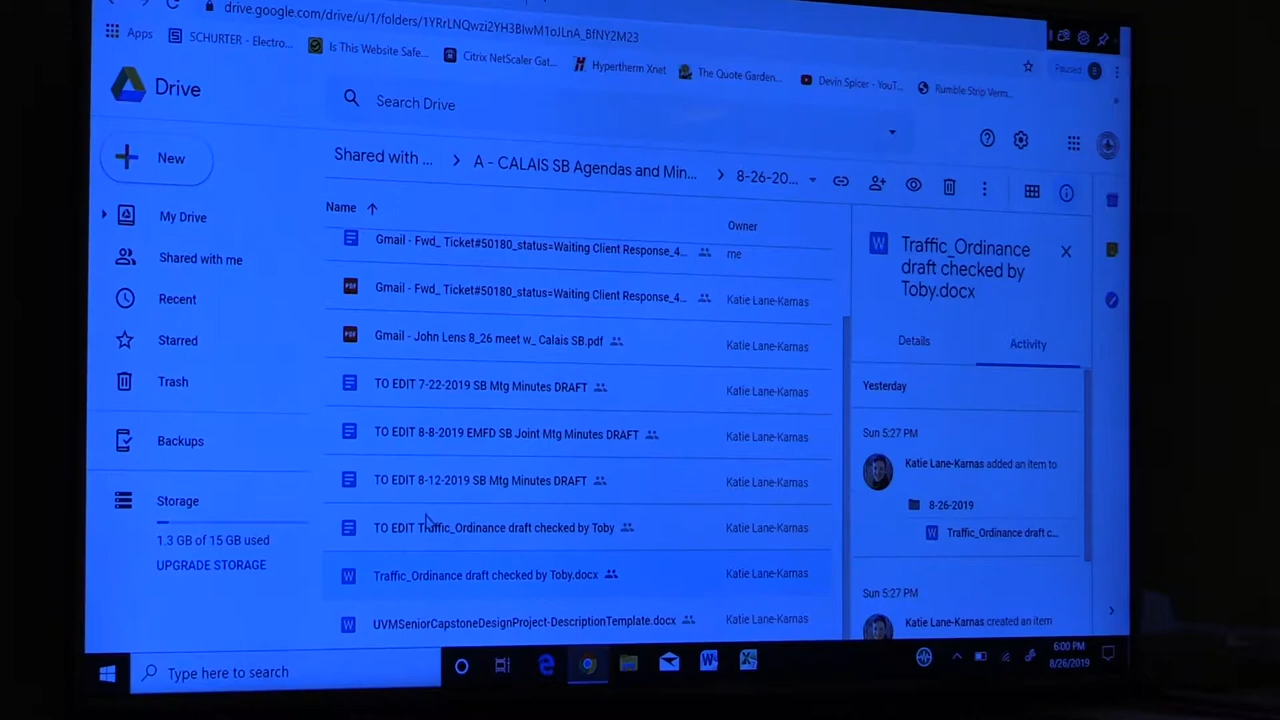 drive.google.com/drive/u/1/folders/1YRrLNQwzi2YH3BlwM1oJLnA_BfNY2M23
Apps
SCHURTER - Electro...
Is This Website Safe...
Citrix NetScaler Gat...
Hypertherm Xnet
The Quote Garden...
Devin Spicer - YouT...
Rumble Strip Verm...
Paused
Drive
Search Drive
New
Shared with ...
A - CALAIS SB Agendas and Min...
8-26-20...
My Drive
Shared with me
Recent
Starred
Trash
Backups
Storage
1.3 GB of 15 GB used
UPGRADE STORAGE
Name
Owner
Gmail - Fwd_ Ticket#50180_status=Waiting Client Response_4...
me
PDF
Gmail - Fwd_ Ticket#50180_status=Waiting Client Response_4...
Katie Lane-Karnas
PDF
Gmail - John Lens 8_26 meet w_ Calais SB.pdf
Katie Lane-Karnas
TO EDIT 7-22-2019 SB Mtg Minutes DRAFT
Katie Lane-Karnas
TO EDIT 8-8-2019 EMFD SB Joint Mtg Minutes DRAFT
Katie Lane-Karnas
TO EDIT 8-12-2019 SB Mtg Minutes DRAFT
Katie Lane-Karnas
TO EDIT Traffic_Ordinance draft checked by Toby
Katie Lane-Karnas
W
Traffic_Ordinance draft checked by Toby.docx
Katie Lane-Karnas
W
UVMSeniorCapstoneDesignProject-DescriptionTemplate.docx
Katie Lane-Karnas
W
Traffic_Ordinance
draft checked by
Toby.docx
Details
Activity
Yesterday
Sun 5:27 PM
Katie Lane-Karnas added an item to
8-26-2019
W
Traffic_Ordinance draft c...
Sun 5:27 PM
Katie Lane-Karnas created an item
Type here to search
6:00 PM
8/26/2019